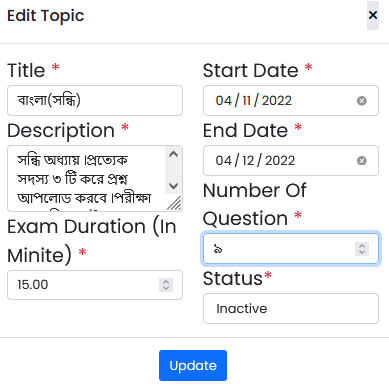 Edit Topic
×
Title *
বাংলা(সন্ধি)
Description *
সন্ধি অধ্যায় ।প্রত্যেক
সদস্য ৩ টি করে প্রশ্ন
আপলোড করবে ।পরীক্ষা
Exam Duration (In
Minite) *
15.00
Start Date *
04/11/2022
End Date *
04/12/2022
Number Of
Question *
৯
Status*
Inactive
Update